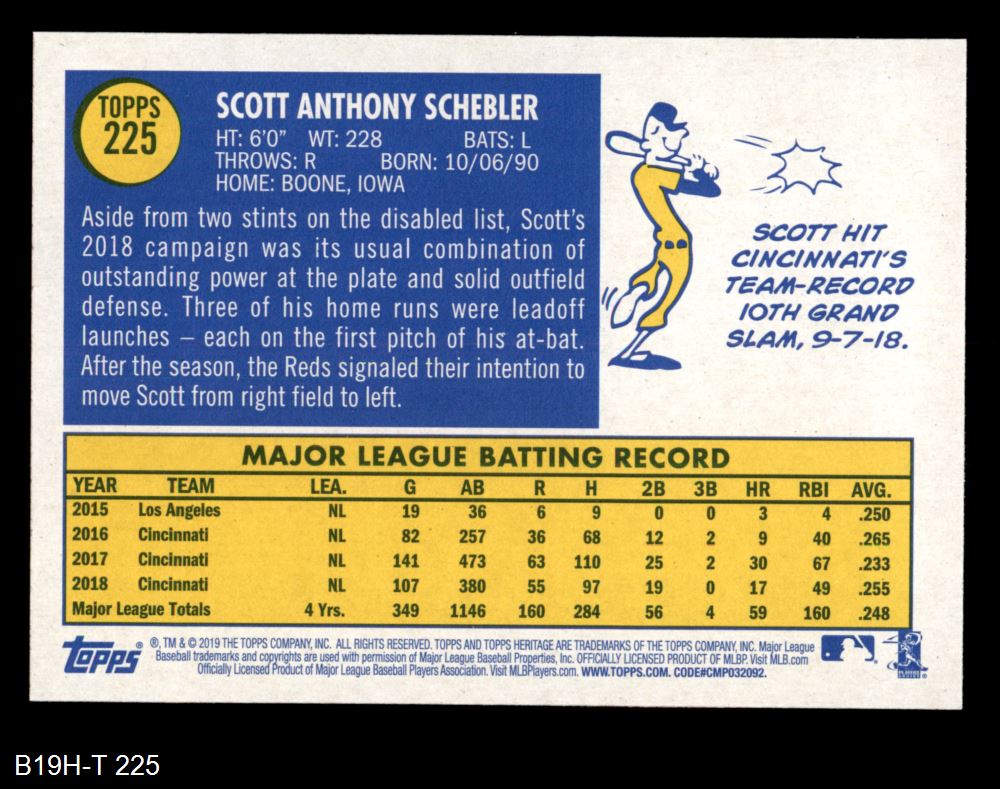 TOPPS
225
SCOTT ANTHONY SCHEBLER
HT: 6'0" WT: 228 BATS: L
THROWS: R BORN: 10/06/90
HOME: BOONE, IOWA
Aside from two stints on the disabled list, Scott's
2018 campaign was its usual combination of
outstanding power at the plate and solid outfield
defense. Three of his home runs were leadoff
launches – each on the first pitch of his at-bat.
After the season, the Reds signaled their intention to
move Scott from right field to left.
SCOTT HIT
CINCINNATI'S
TEAM-RECORD
10TH GRAND
SLAM, 9-7-18.
MAJOR LEAGUE BATTING RECORD
YEAR TEAM LEA. G AB R H 2B 3B HR RBI AVG.
2015 Los Angeles NL 19 36 6 9 0 0 3 4 .250
2016 Cincinnati NL 82 257 36 68 12 2 9 40 .265
2017 Cincinnati NL 141 473 63 110 25 2 30 67 .233
2018 Cincinnati NL 107 380 55 97 19 0 17 49 .255
Major League Totals 4 Yrs. 349 1146 160 284 56 4 59 160 .248
Topps ®, TM & © 2019 THE TOPPS COMPANY, INC. ALL RIGHTS RESERVED. TOPPS AND TOPPS HERITAGE ARE TRADEMARKS OF THE TOPPS COMPANY, INC. Major League
Baseball trademarks and copyrights are used with permission of Major League Baseball Properties, Inc. OFFICIALLY LICENSED PRODUCT OF MLBP. Visit MLB.com
Officially Licensed Product of Major League Baseball Players Association. Visit MLBPlayers.com. WWW.TOPPS.COM. CODE#CMP032092.
B19H-T 225